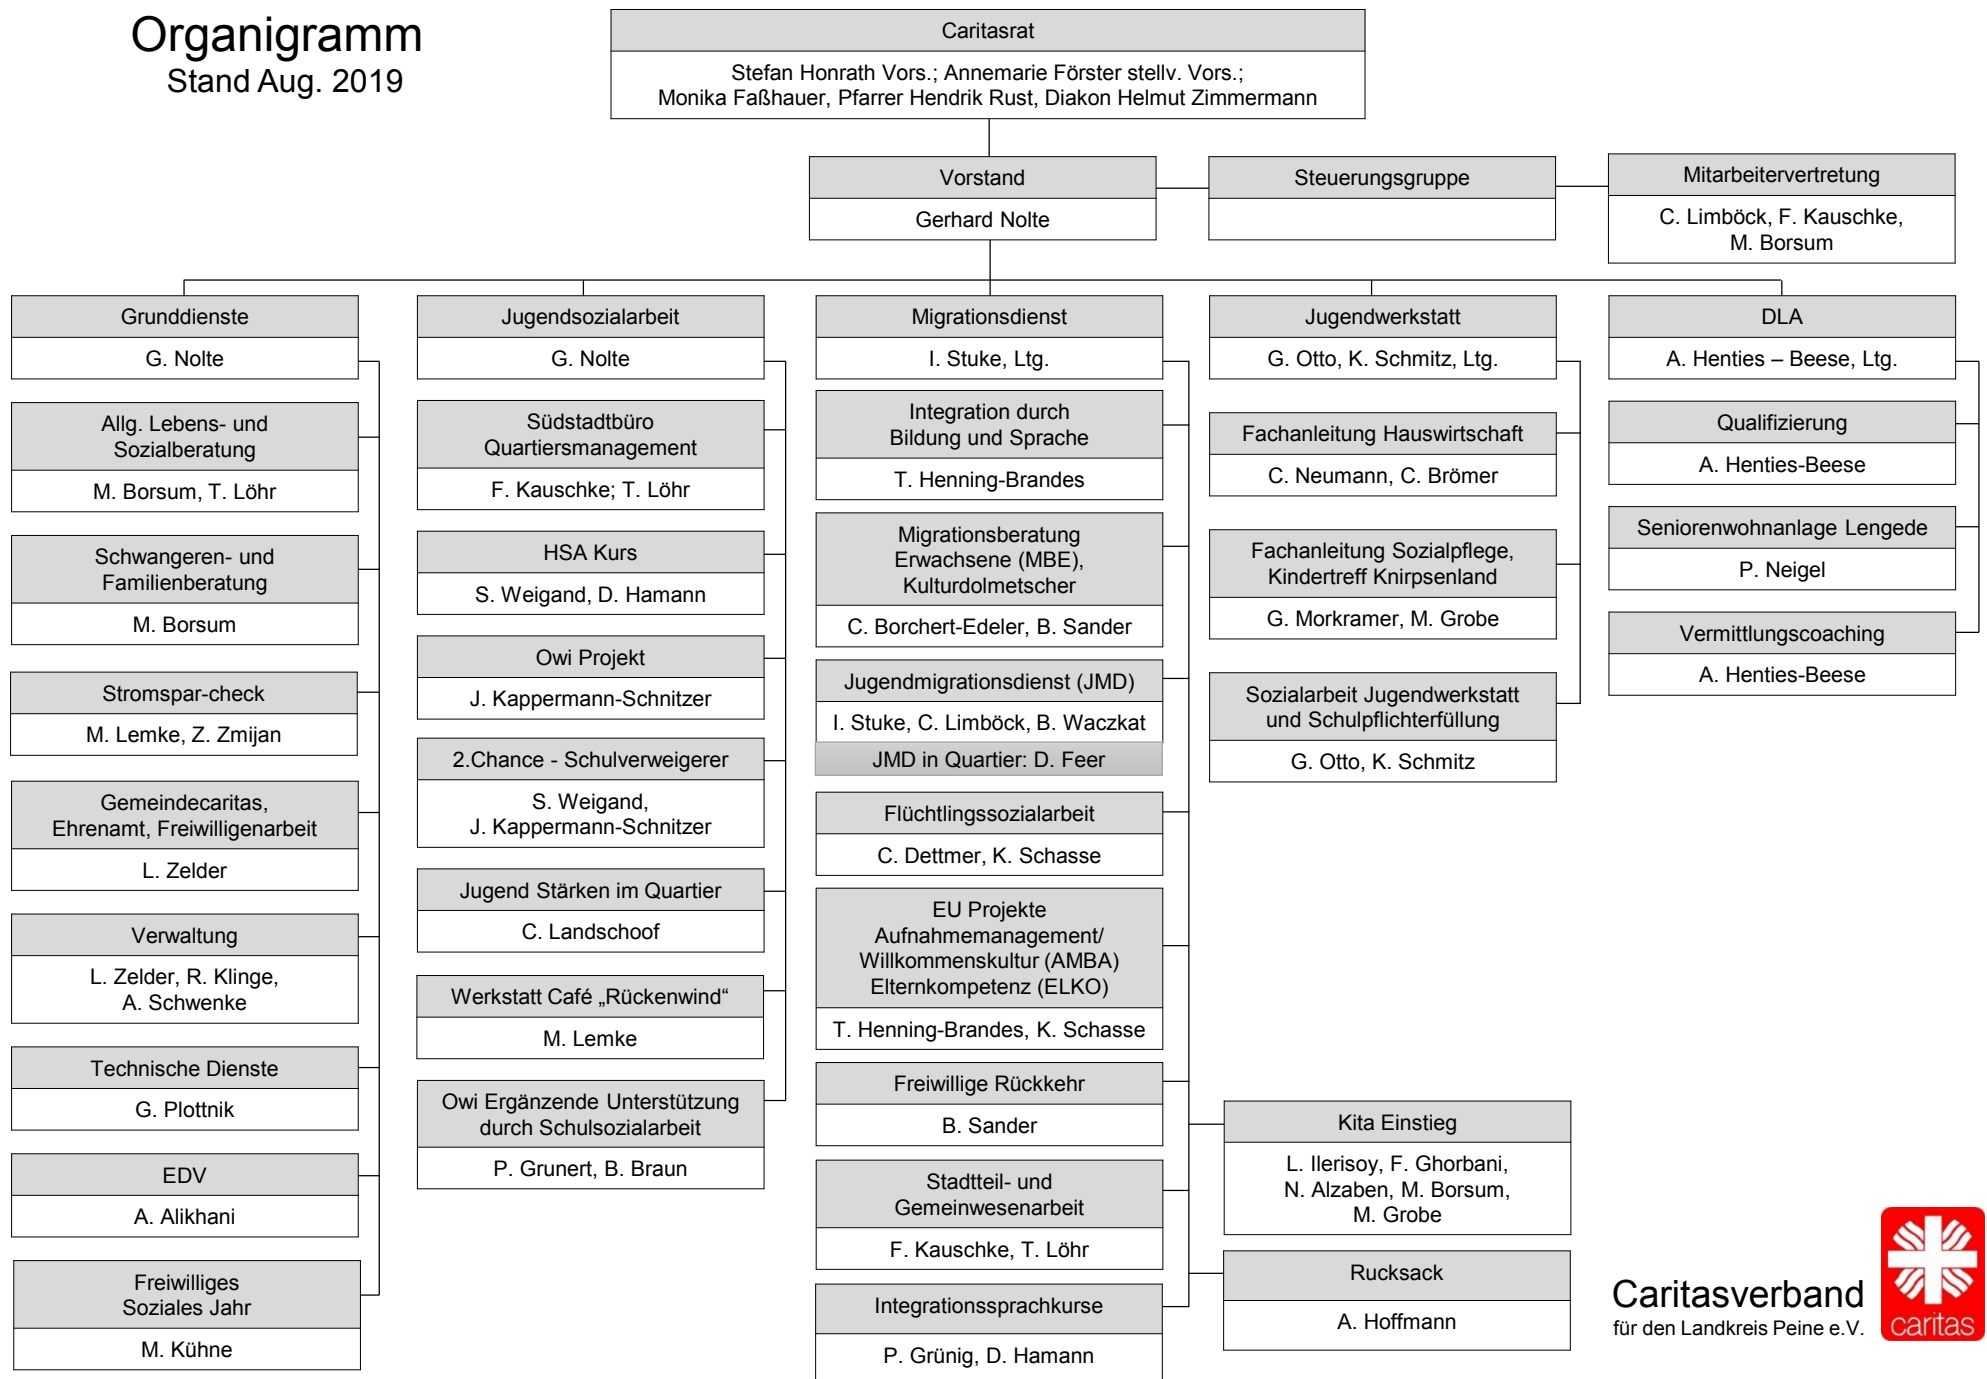 Organigramm
Stand Aug. 2019
Caritasrat
Stefan Honrath Vors.; Annemarie Förster stellv. Vors.;
Monika Faßhauer, Pfarrer Hendrik Rust, Diakon Helmut Zimmermann
Vorstand
Gerhard Nolte
Steuerungsgruppe
Mitarbeitervertretung
C. Limböck, F. Kauschke,
M. Borsum
Grunddienste
G. Nolte
Allg. Lebens- und
Sozialberatung
M. Borsum, T. Löhr
Schwangeren- und
Familienberatung
M. Borsum
Stromspar-check
M. Lemke, Z. Zmijan
Gemeindecaritas,
Ehrenamt, Freiwilligenarbeit
L. Zelder
Verwaltung
L. Zelder, R. Klinge,
A. Schwenke
Technische Dienste
G. Plottnik
EDV
A. Alikhani
Freiwilliges
Soziales Jahr
M. Kühne
Jugendsozialarbeit
G. Nolte
Südstadtbüro
Quartiersmanagement
F. Kauschke; T. Löhr
HSA Kurs
S. Weigand, D. Hamann
Owi Projekt
J. Kappermann-Schnitzer
2.Chance - Schulverweigerer
S. Weigand,
J. Kappermann-Schnitzer
Jugend Stärken im Quartier
C. Landschoof
Werkstatt Café „Rückenwind“
M. Lemke
Owi Ergänzende Unterstützung
durch Schulsozialarbeit
P. Grunert, B. Braun
Migrationsdienst
I. Stuke, Ltg.
Integration durch
Bildung und Sprache
T. Henning-Brandes
Migrationsberatung
Erwachsene (MBE),
Kulturdolmetscher
C. Borchert-Edeler, B. Sander
Jugendmigrationsdienst (JMD)
I. Stuke, C. Limböck, B. Waczkat
JMD in Quartier: D. Feer
Flüchtlingssozialarbeit
C. Dettmer, K. Schasse
EU Projekte
Aufnahmemanagement/
Willkommenskultur (AMBA)
Elternkompetenz (ELKO)
T. Henning-Brandes, K. Schasse
Freiwillige Rückkehr
B. Sander
Stadtteil- und
Gemeinwesenarbeit
F. Kauschke, T. Löhr
Integrationssprachkurse
P. Grünig, D. Hamann
Kita Einstieg
L. Ilerisoy, F. Ghorbani,
N. Alzaben, M. Borsum,
M. Grobe
Rucksack
A. Hoffmann
Jugendwerkstatt
G. Otto, K. Schmitz, Ltg.
Fachanleitung Hauswirtschaft
C. Neumann, C. Brömer
Fachanleitung Sozialpflege,
Kindertreff Knirpsenland
G. Morkramer, M. Grobe
Sozialarbeit Jugendwerkstatt
und Schulpflichterfüllung
G. Otto, K. Schmitz
DLA
A. Henties – Beese, Ltg.
Qualifizierung
A. Henties-Beese
Seniorenwohnanlage Lengede
P. Neigel
Vermittlungscoaching
A. Henties-Beese
Caritasverband
für den Landkreis Peine e.V.
caritas